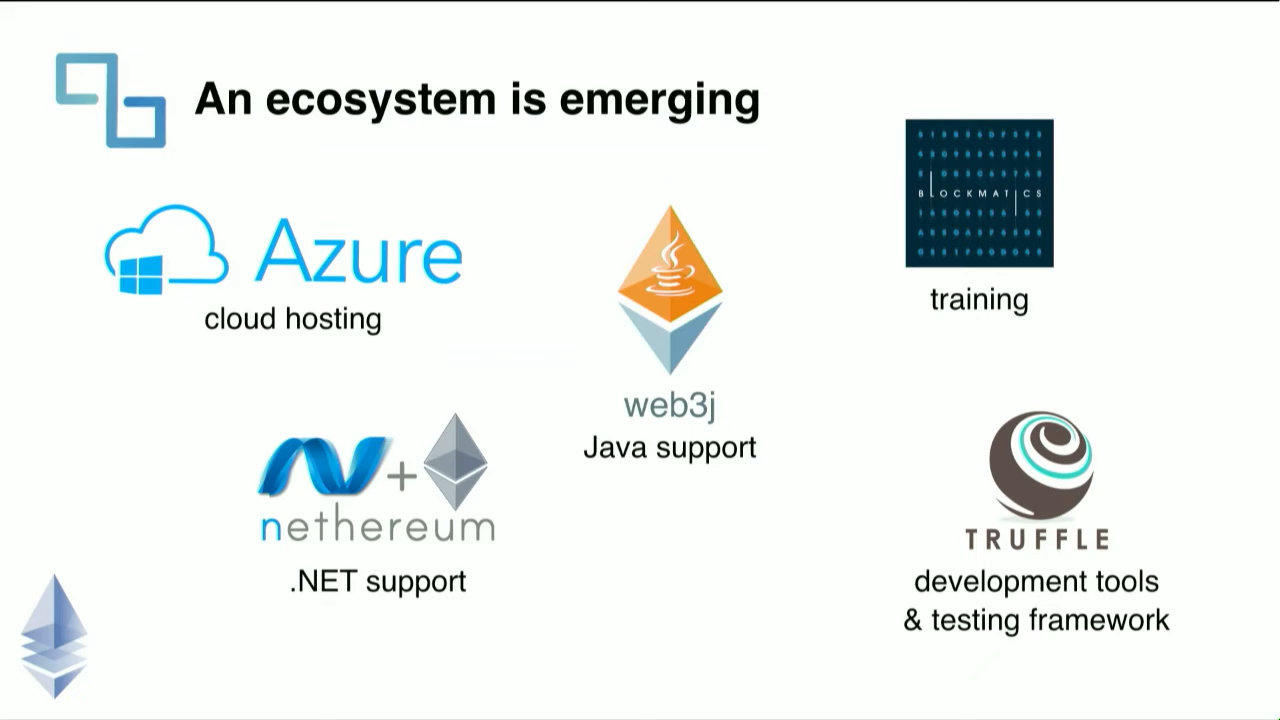 An ecosystem is emerging
Azure
cloud hosting
web3j
Java support
BLOCKMATICS
training
+
nethereum
.NET support
TRUFFLE
development tools
& testing framework